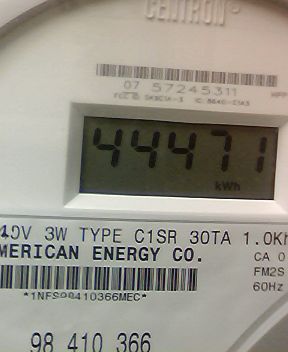 CENTRON®
07 57245311
44471
kWh
40V 3W TYPE C1SR 30TA 1.0Kh
MERICAN ENERGY CO.
CA 0
FM2S
60Hz
*1NFS98410366MEC*
98 410 366